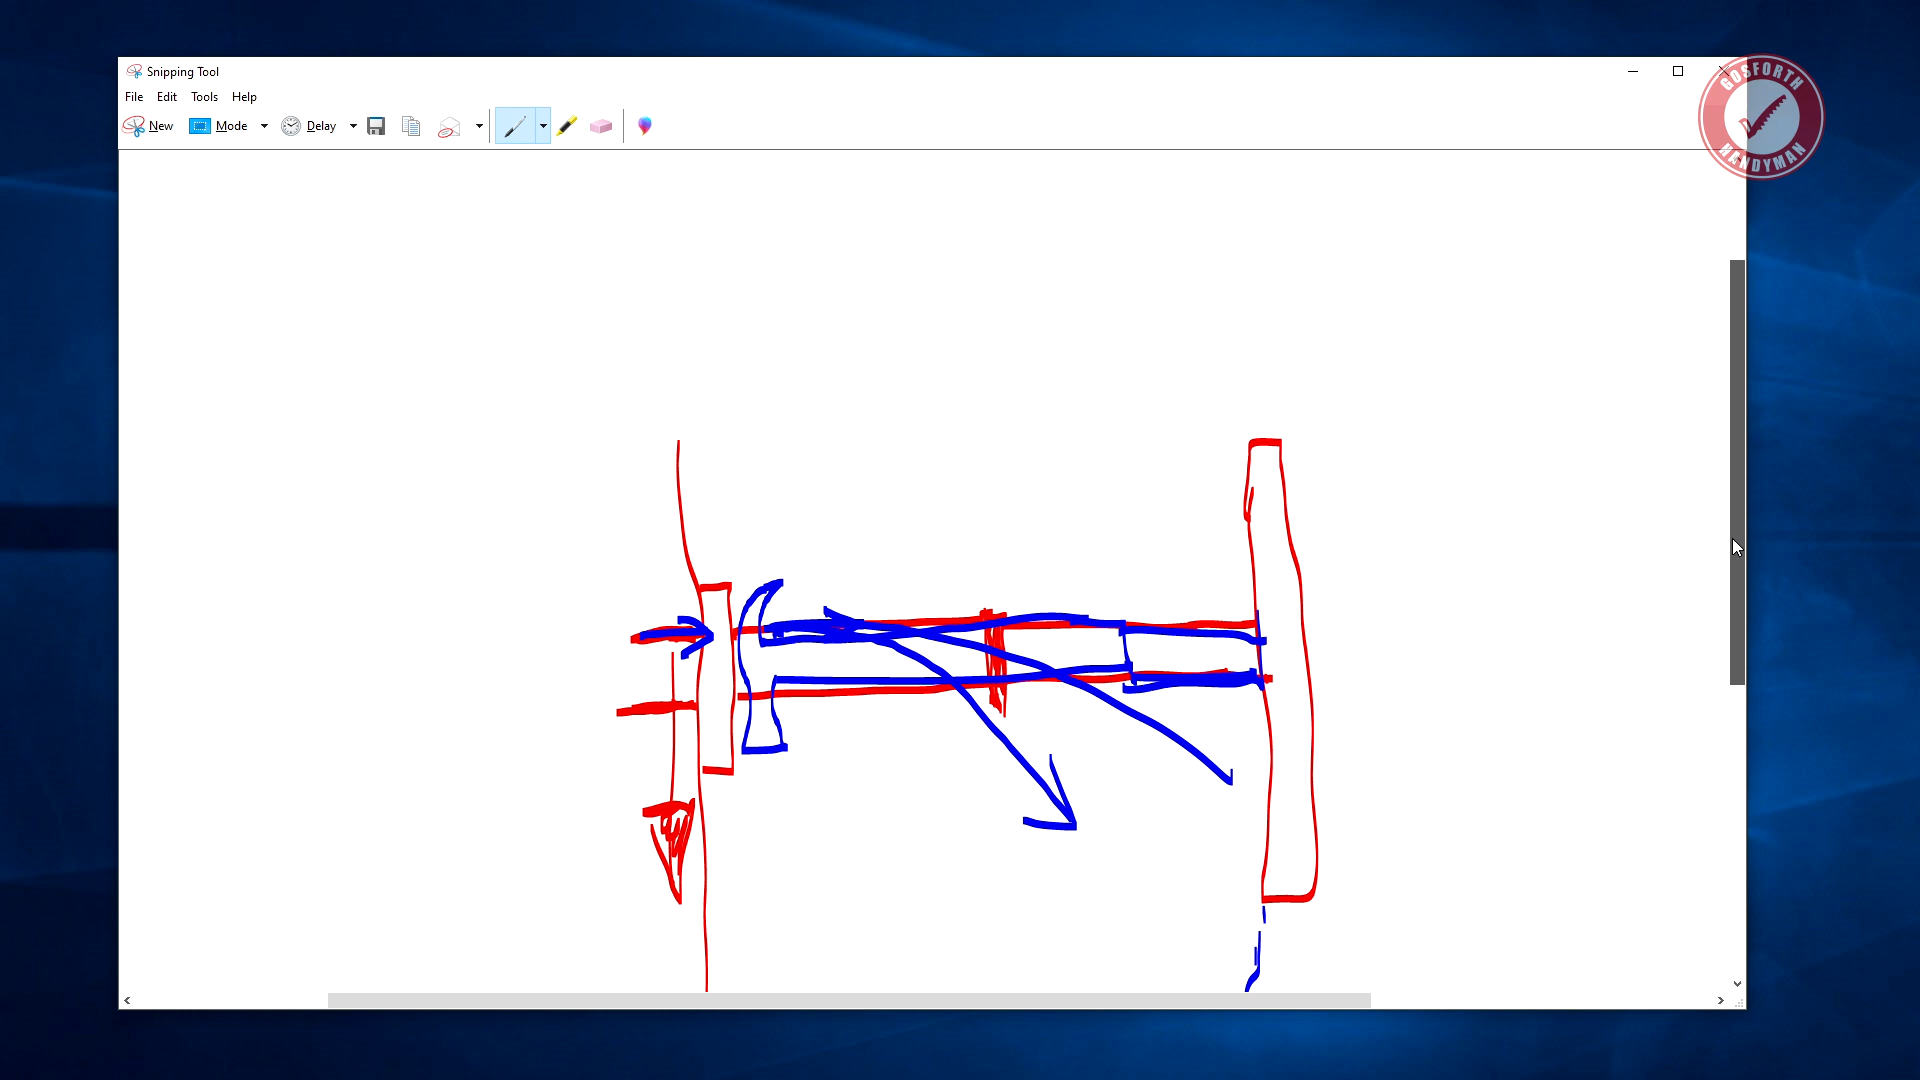 Snipping Tool
File Edit Tools Help
New Mode Delay
GOSFORTH
HANDYMAN